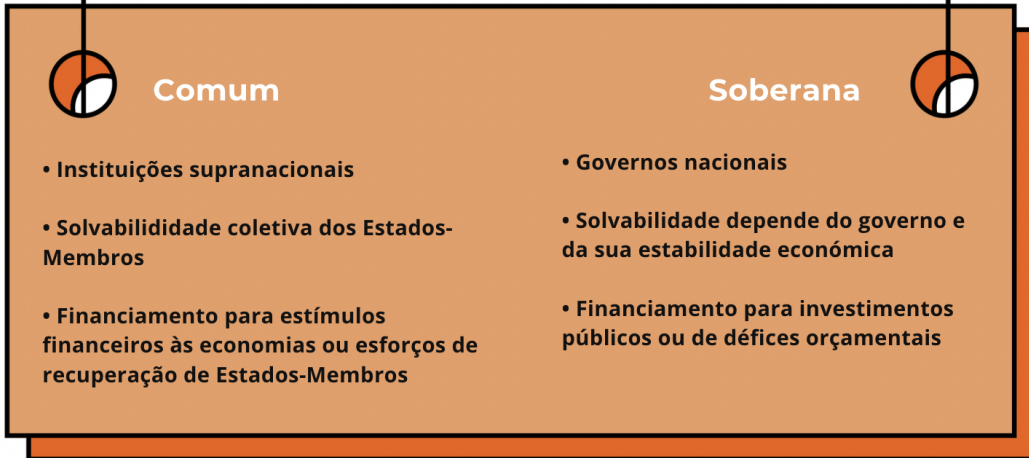 Comum
• Instituições supranacionais
• Solvabilididade coletiva dos Estados-
Membros
• Financiamento para estímulos
financeiros às economias ou esforços de
recuperação de Estados-Membros
Soberana
• Governos nacionais
• Solvabilidade depende do governo e
da sua estabilidade económica
• Financiamento para investimentos
públicos ou de défices orçamentais